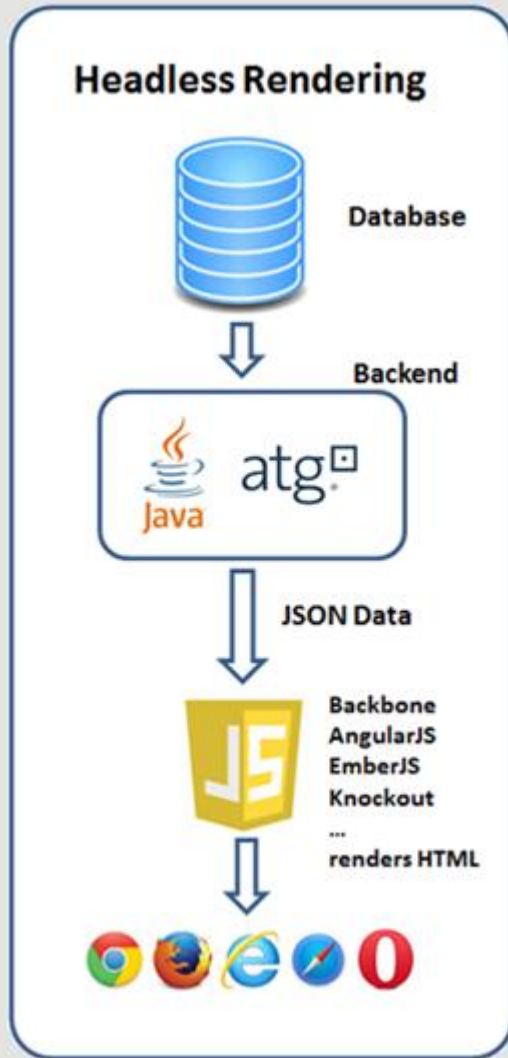 Headless Rendering
Database
Backend
Java
atg
JSON Data
JS
Backbone
AngularJS
EmberJS
Knockout
...
renders HTML